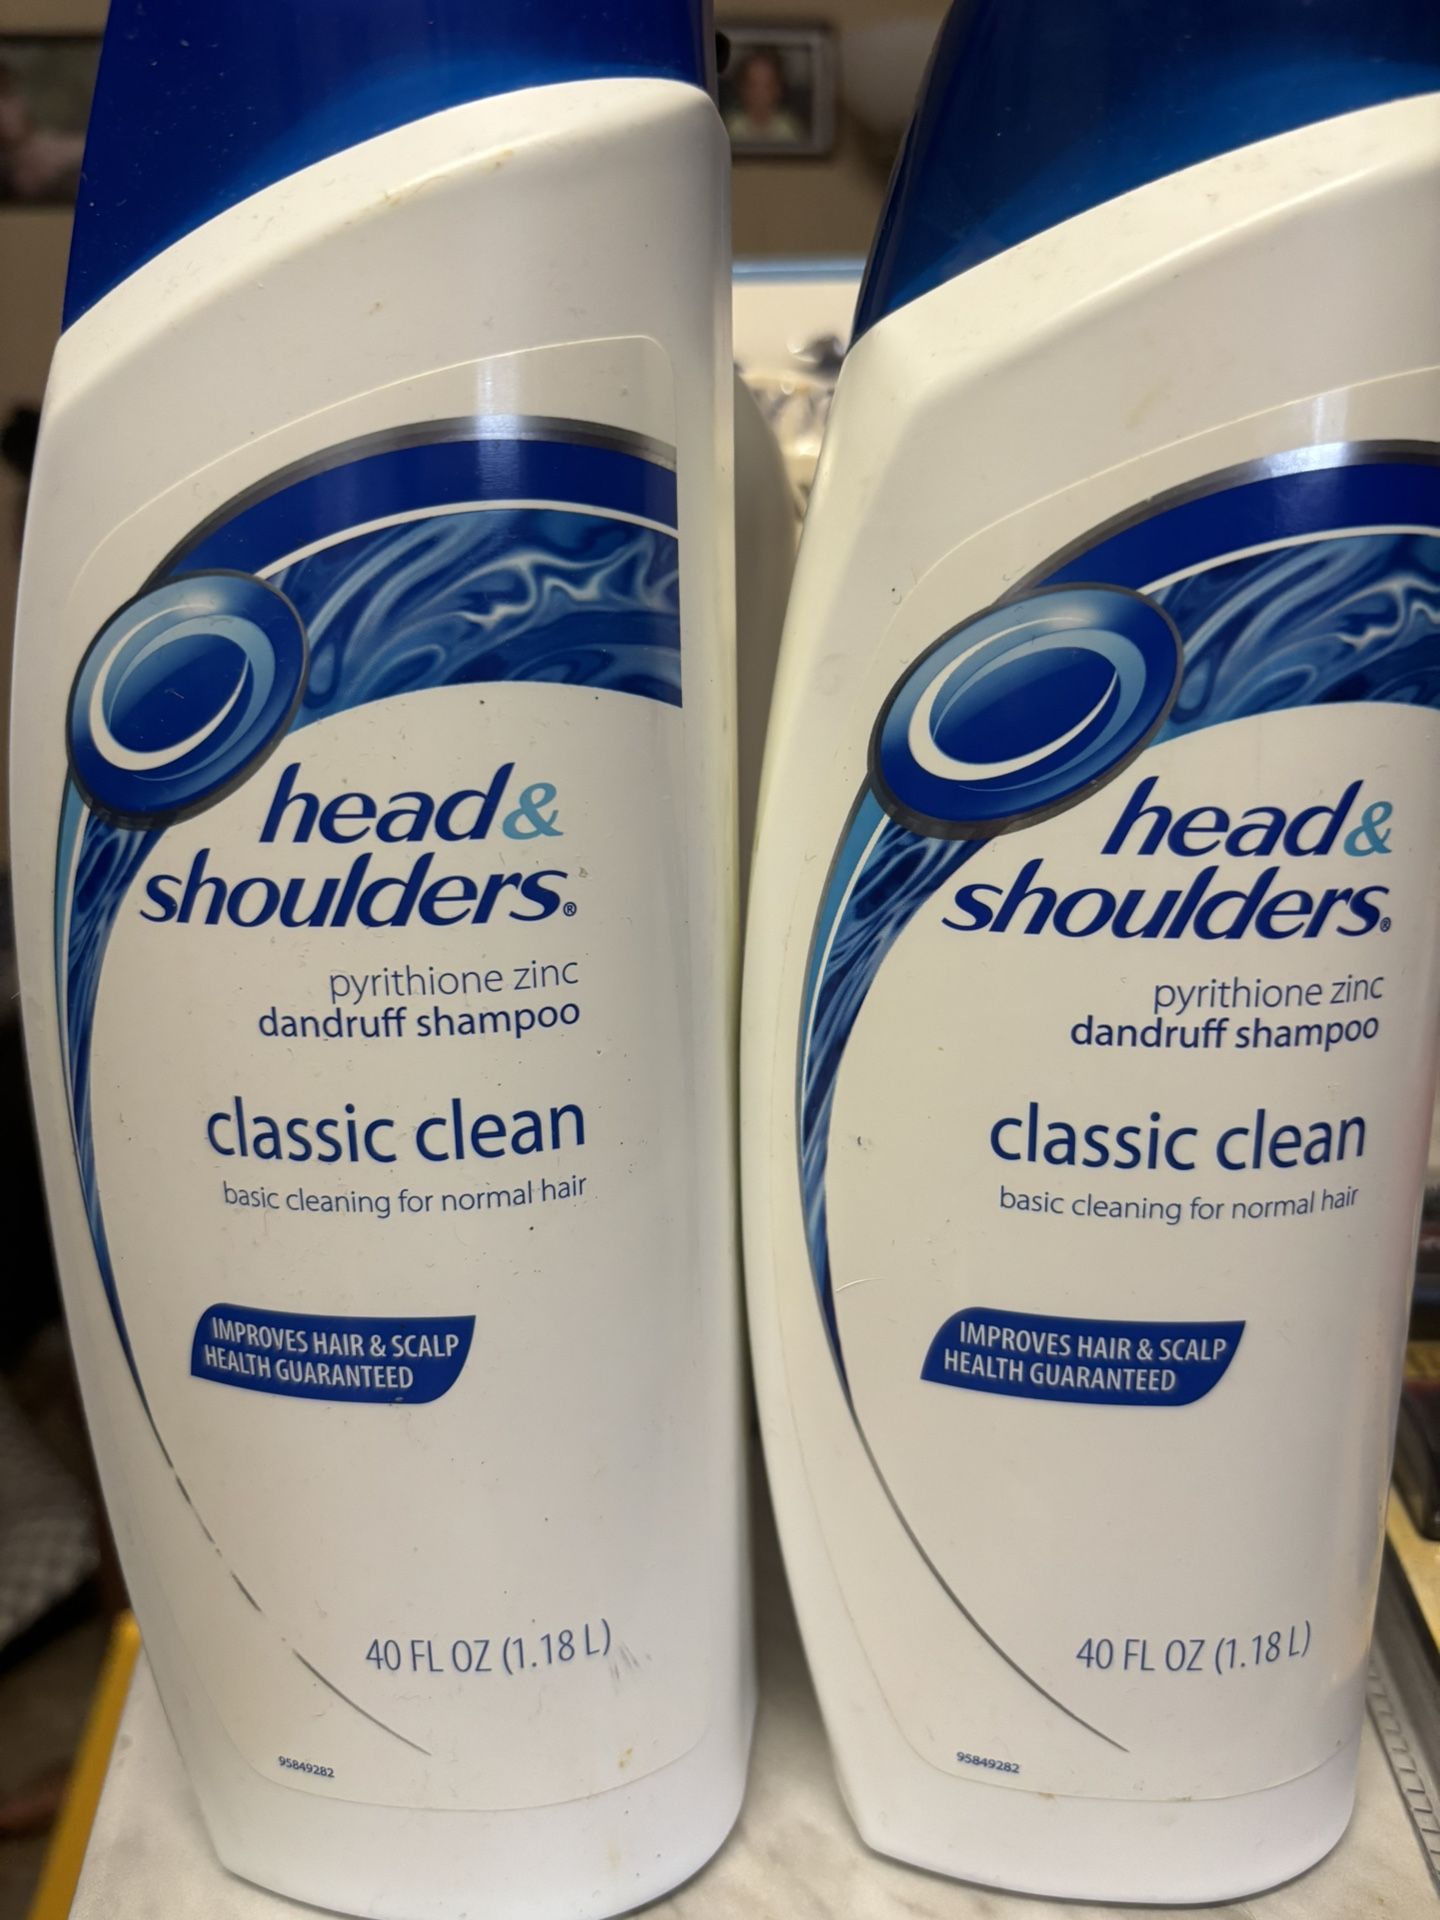 head&
shoulders®
pyrithione zinc
dandruff shampoo
classic clean
basic cleaning for normal hair
IMPROVES HAIR & SCALP
HEALTH GUARANTEED
40 FL OZ (1.18 L)
95849282
head&
shoulders®
pyrithione zinc
dandruff shampoo
classic clean
basic cleaning for normal hair
IMPROVES HAIR & SCALP
HEALTH GUARANTEED
40 FL OZ (1.18 L)
95849282